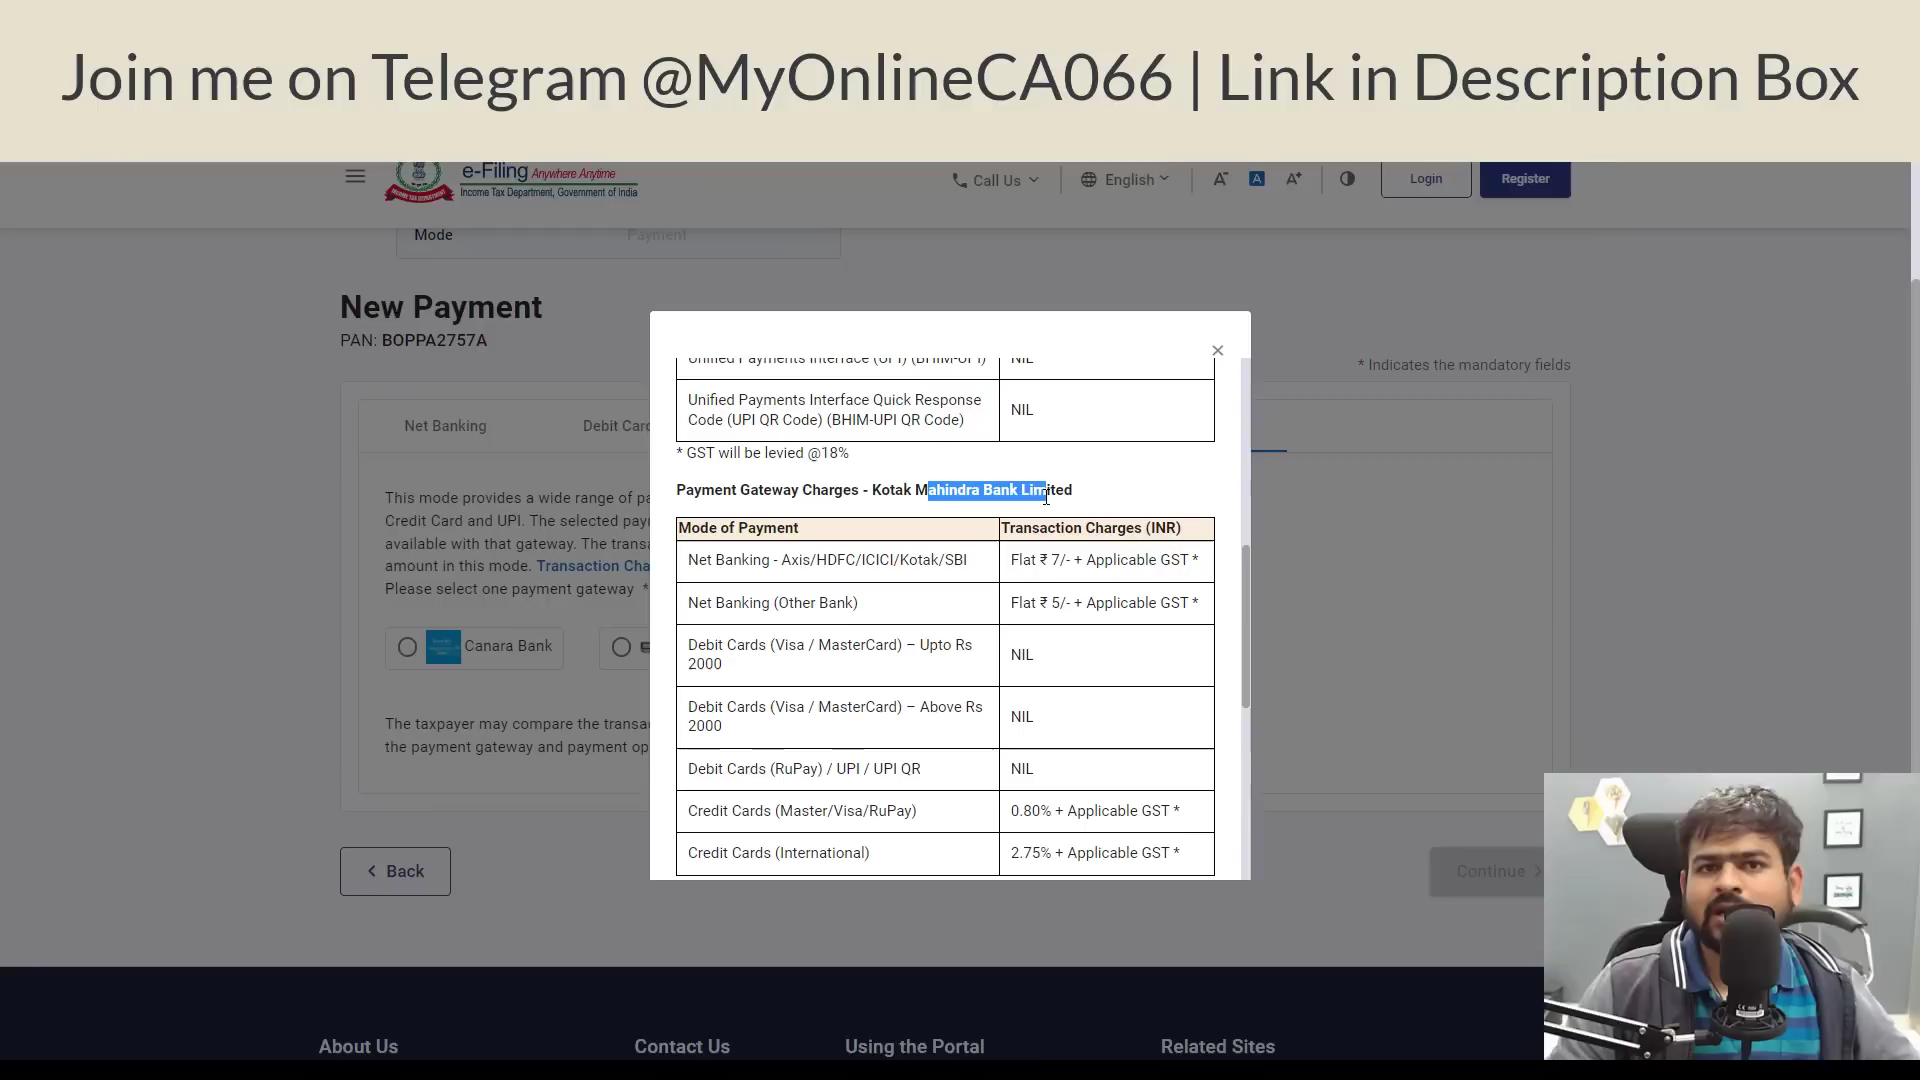 Join me on Telegram @MyOnlineCA066 | Link in Description Box
e-Filing Anywhere Anytime
Income Tax Department, Government of India
Call Us
English
A-
A
A+
Login
Register
Mode
Payment
New Payment
PAN: BOPPA2757A
* Indicates the mandatory fields
Net Banking
Debit Car
This mode provides a wide range of pa
Credit Card and UPI. The selected pay
available with that gateway. The transa
amount in this mode. Transaction Cha
Please select one payment gateway *
Canara Bank
The taxpayer may compare the transa
the payment gateway and payment op
Back
Continue
Unified Payments Interface (UPI) (BHIM-UPI) NIL
Unified Payments Interface Quick Response
Code (UPI QR Code) (BHIM-UPI QR Code)
NIL
* GST will be levied @18%
Payment Gateway Charges - Kotak Mahindra Bank Limited
Mode of Payment Transaction Charges (INR)
Net Banking - Axis/HDFC/ICICI/Kotak/SBI Flat ₹ 7/- + Applicable GST *
Net Banking (Other Bank) Flat ₹ 5/- + Applicable GST *
Debit Cards (Visa / MasterCard) – Upto Rs
2000
NIL
Debit Cards (Visa / MasterCard) – Above Rs
2000
NIL
Debit Cards (RuPay) / UPI / UPI QR NIL
Credit Cards (Master/Visa/RuPay) 0.80% + Applicable GST *
Credit Cards (International) 2.75% + Applicable GST *
About Us
Contact Us
Using the Portal
Related Sites